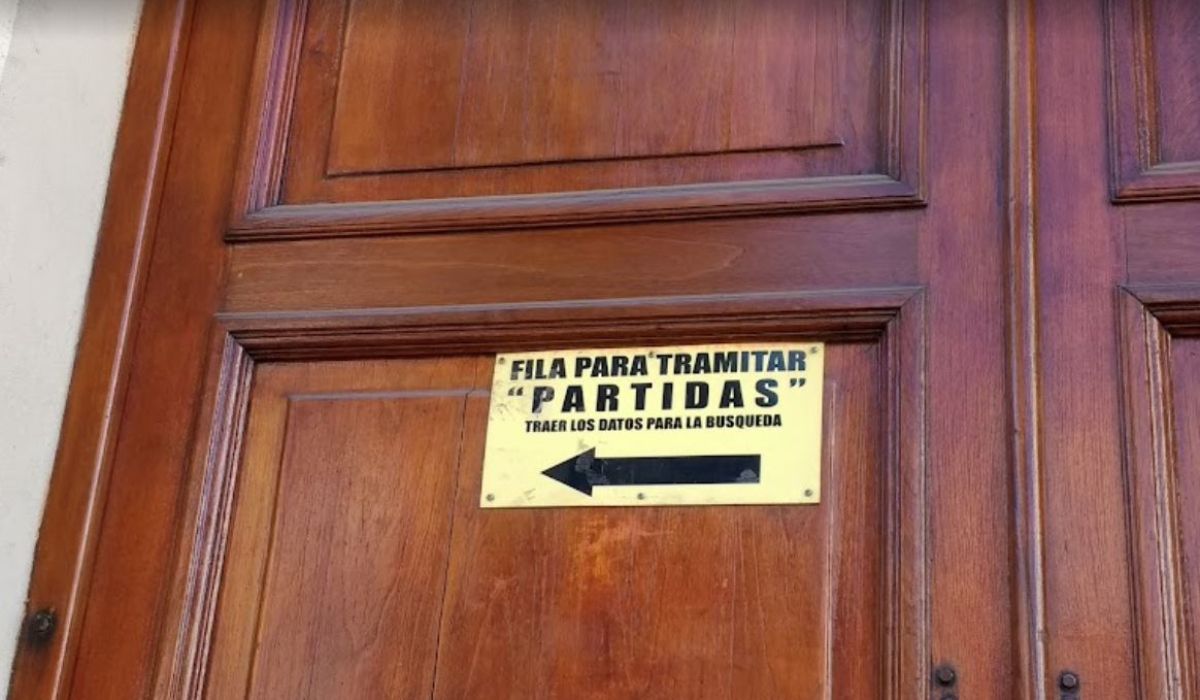 FILA PARA TRAMITAR
“PARTIDAS”
TRAER LOS DATOS PARA LA BUSQUEDA